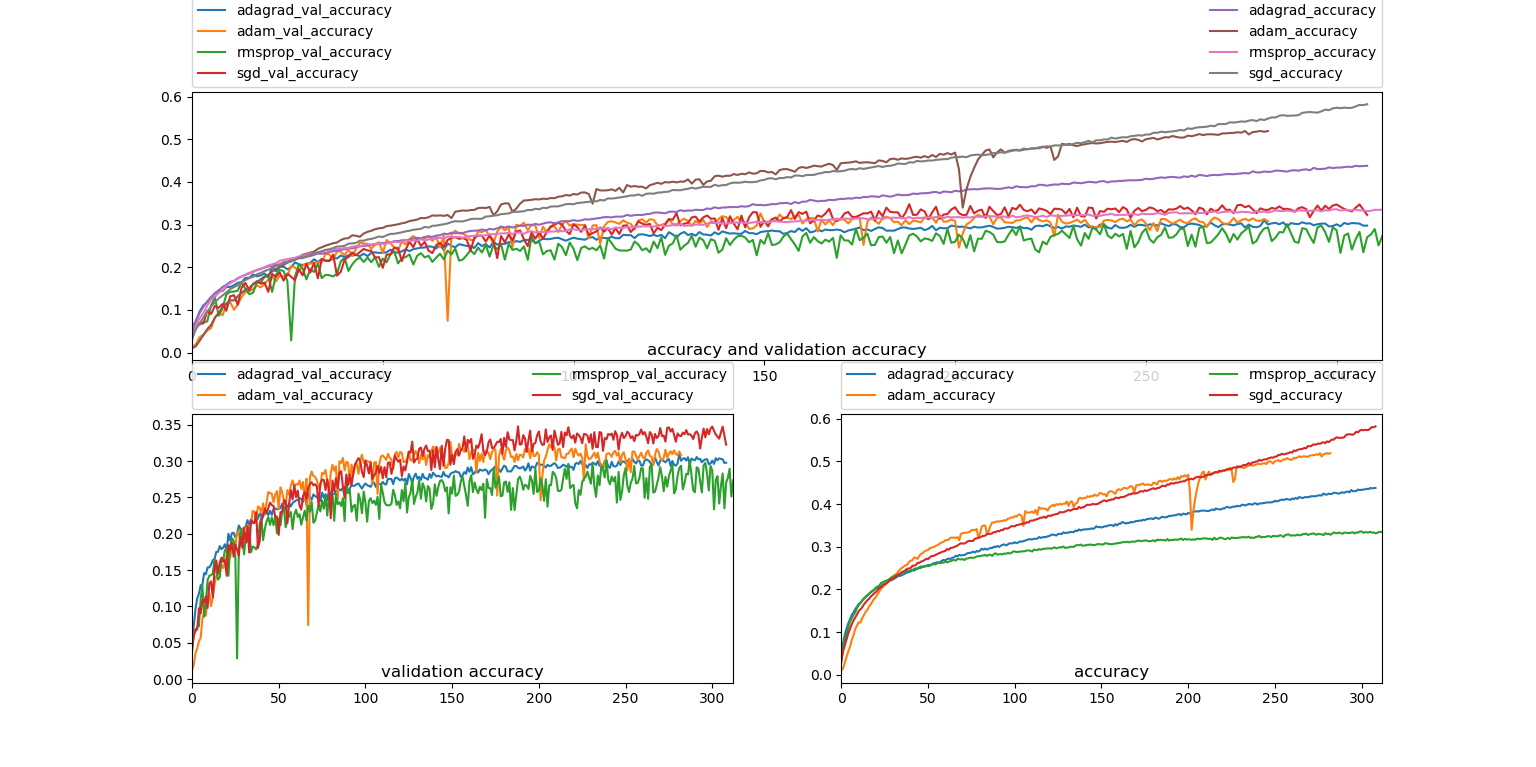 adagrad_val_accuracy
adam_val_accuracy
rmsprop_val_accuracy
sgd_val_accuracy
adagrad_accuracy
adam_accuracy
rmsprop_accuracy
sgd_accuracy
0.6
0.5
0.4
0.3
0.2
0.1
0.0
accuracy and validation accuracy
0 50 100 150 200 250 300
adagrad_val_accuracy rmsprop_val_accuracy
adam_val_accuracy sgd_val_accuracy
0.35
0.30
0.25
0.20
0.15
0.10
0.05
0.00
validation accuracy
0 50 100 150 200 250 300
adagrad_accuracy rmsprop_accuracy
adam_accuracy sgd_accuracy
0.6
0.5
0.4
0.3
0.2
0.1
0.0
accuracy
0 50 100 150 200 250 300